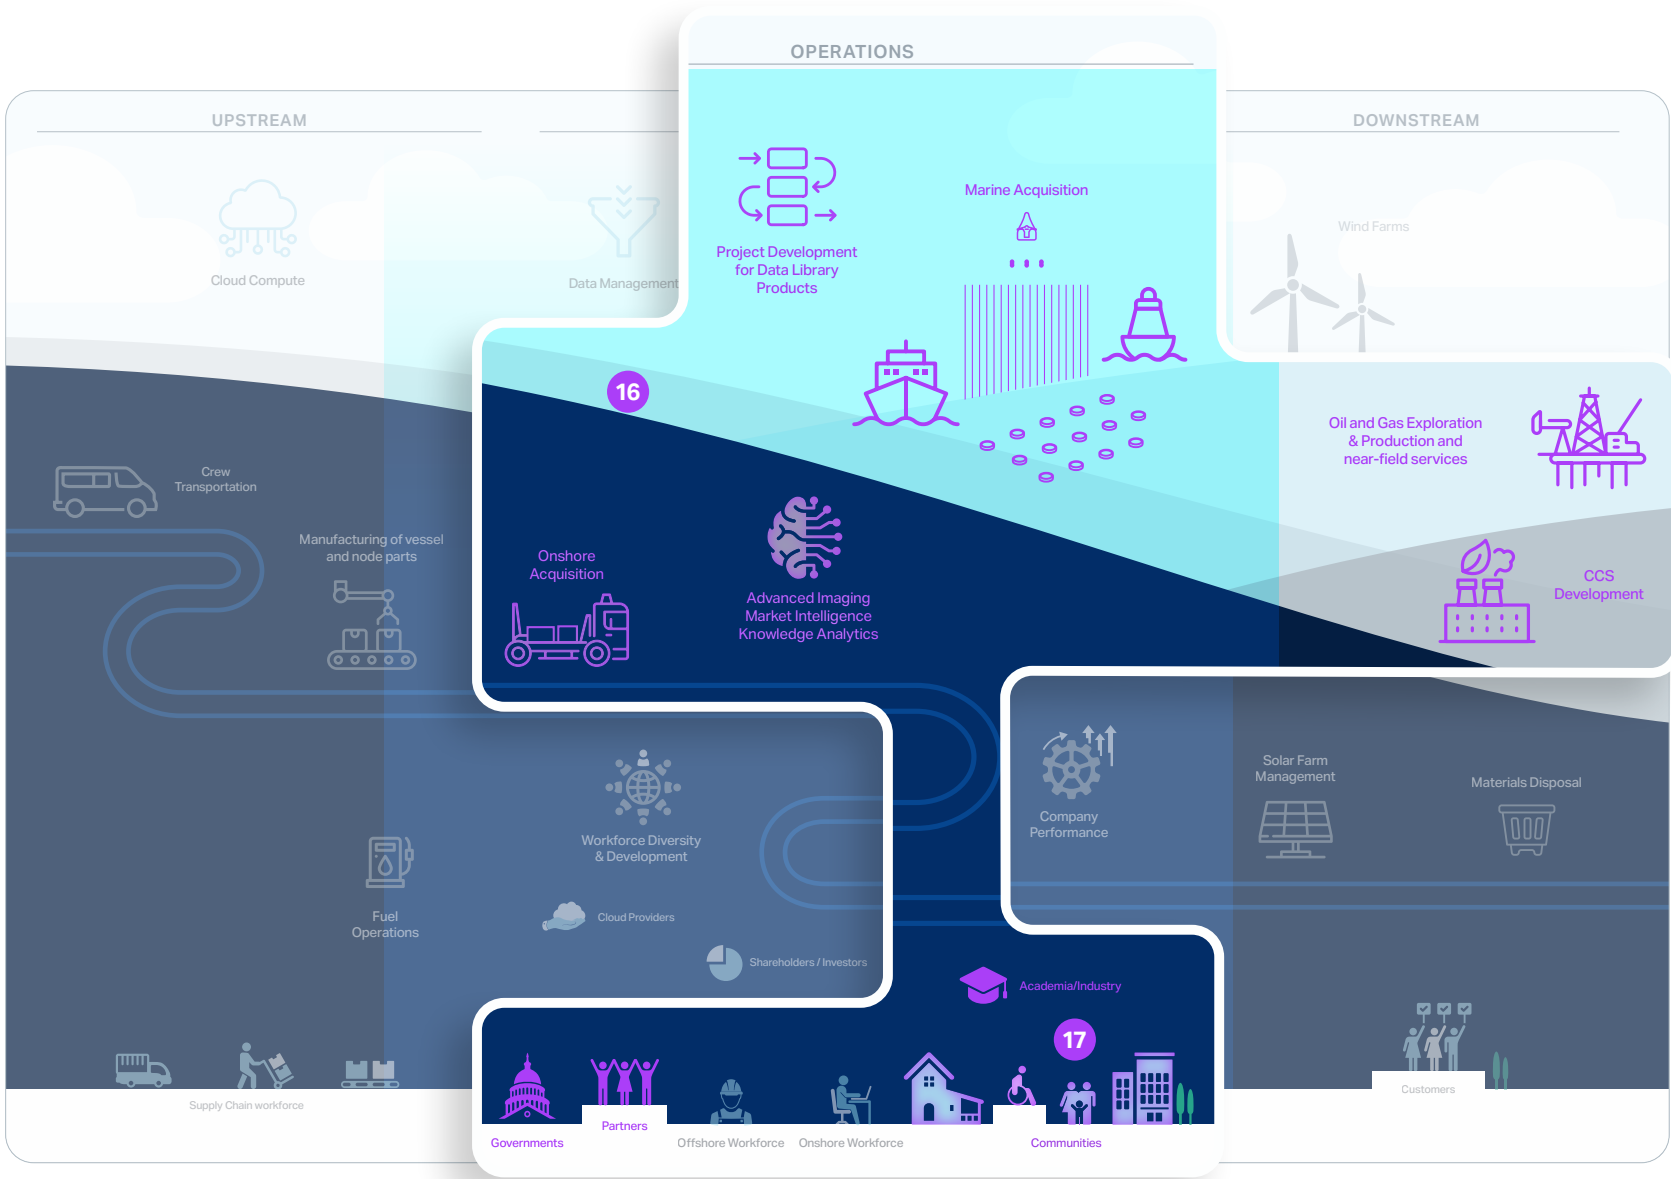 OPERATIONS
UPSTREAM
DOWNSTREAM
Cloud Compute
Data Management
Project Development
for Data Library
Products
Marine Acquisition
Wind Farms
16
Oil and Gas Exploration
& Production and
near-field services
Crew
Transportation
Manufacturing of vessel
and node parts
Onshore
Acquisition
Advanced Imaging
Market Intelligence
Knowledge Analytics
CCS
Development
Workforce Diversity
& Development
Company
Performance
Solar Farm
Management
Materials Disposal
Fuel
Operations
Cloud Providers
Shareholders / Investors
Academia/Industry
17
Supply Chain workforce
Governments
Partners
Offshore Workforce
Onshore Workforce
Communities
Customers